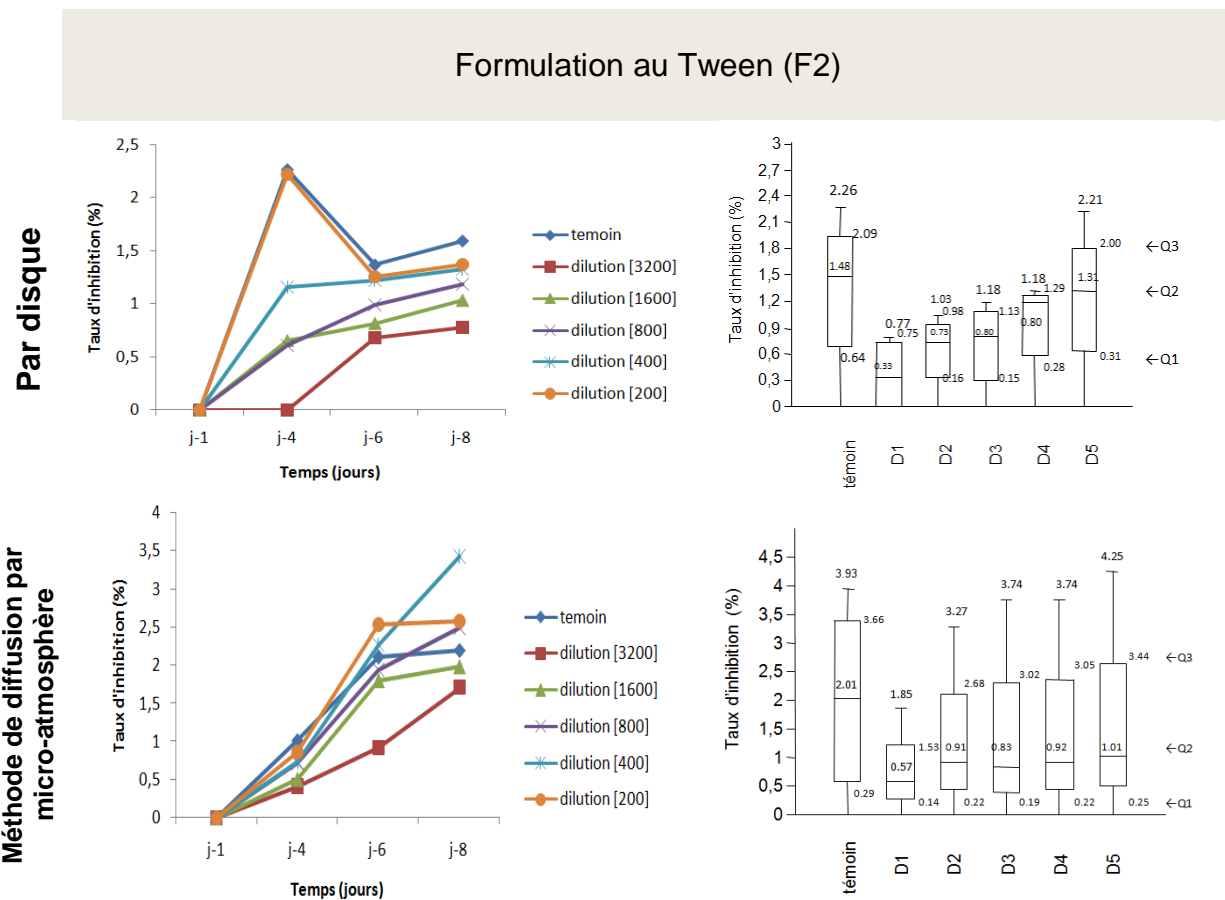 Formulation au Tween (F2)
Par disque
Taux d'inhibition (%)
2,5
2
1,5
1
0,5
0
j-1
j-4
j-6
j-8
Temps (jours)
temoin
dilution [3200]
dilution [1600]
dilution [800]
dilution [400]
dilution [200]
Taux d'inhibition (%)
3
2,7
2,4
2,1
1,8
1,5
1,2
0,9
0,6
0,3
0
2.26
2.09
1.48
0.64
0.77
0.75
0.33
1.03
0.98
0.73
0.16
1.18
1.13
0.80
0.15
1.18
1.29
0.80
0.28
2.21
2.00
1.31
0.31
←Q3
←Q2
←Q1
témoin
D1
D2
D3
D4
D5
Méthode de diffusion par
micro-atmosphère
Taux d'inhbition (%)
4
3,5
3
2,5
2
1,5
1
0,5
0
j-1
j-4
j-6
j-8
Temps (jours)
temoin
dilution [3200]
dilution [1600]
dilution [800]
dilution [400]
dilution [200]
Taux d'inhibition (%)
4,5
4
3,5
3
2,5
2
1,5
1
0,5
0
3.93
3.66
2.01
0.29
1.85
1.53
0.57
0.14
3.27
2.68
0.91
0.22
3.74
3.02
0.83
0.19
3.74
3.05
0.92
0.22
4.25
3.44
1.01
0.25
←Q3
←Q2
←Q1
témoin
D1
D2
D3
D4
D5